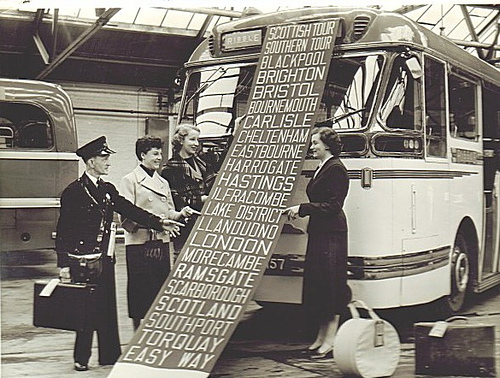 RIBBLE
SCOTTISH TOUR
SOUTHERN TOUR
BLACKPOOL
BRIGHTON
BRISTOL
BOURNEMOUTH
CARLISLE
CHELTENHAM
EASTBOURNE
HARROGATE
HASTINGS
ILFRACOMBE
LAKE DISTRICT
LLANDUDNO
LONDON
MORECAMBE
RAMSGATE
SCARBOROUGH
SCOTLAND
SOUTHPORT
TORQUAY
EASY WAY